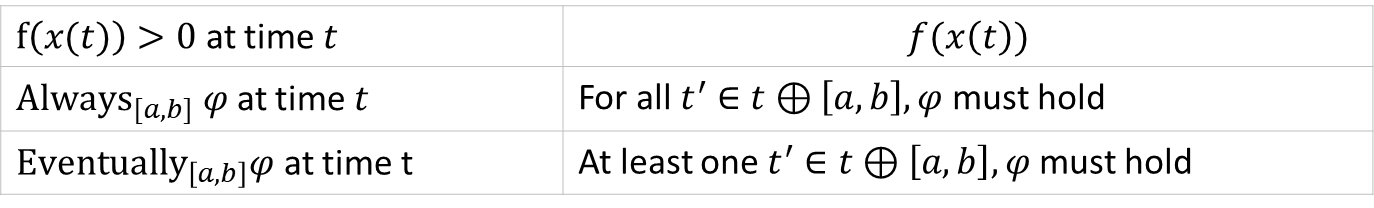 f(x(t)) > 0 at time t
f(x(t))
Always[a,b] φ at time t
For all t′ ∈ t ⊕ [a, b], φ must hold
Eventually[a,b]φ at time t
At least one t′ ∈ t ⊕ [a, b], φ must hold